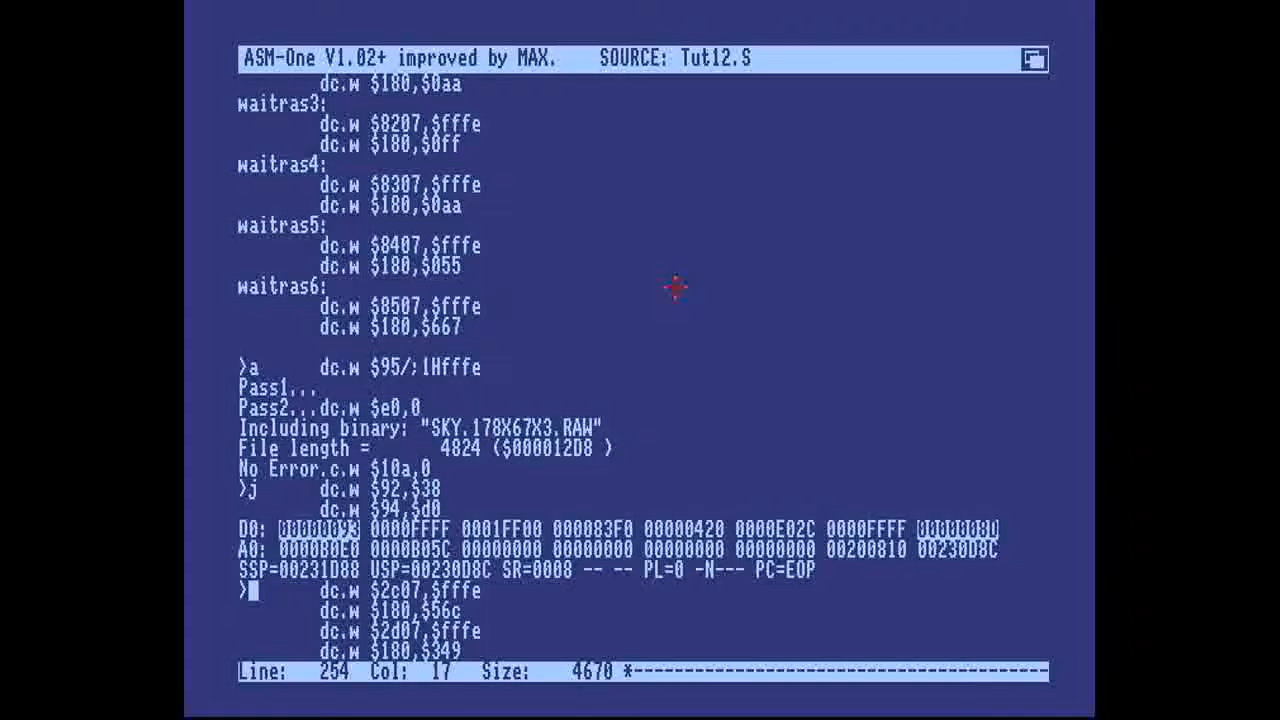 ASM-One V1.02+ improved by MAX. SOURCE: Tut12.S
dc.w $180,$0aa
waitras3:
dc.w $8207,$fffe
dc.w $180,$0ff
waitras4:
dc.w $8307,$fffe
dc.w $180,$0aa
waitras5:
dc.w $8407,$fffe
dc.w $180,$055
waitras6:
dc.w $8507,$fffe
dc.w $180,$667
>a dc.w $95/;1Hfffe
Pass1...
Pass2...dc.w $e0,0
Including binary: "SKY.178X67X3.RAW"
File length = 4824 ($000012D8 )
No Error.c.w $10a,0
>j dc.w $92,$38
dc.w $94,$d0
D0: 00000093 0000FFFF 0001FF00 000083F0 00000420 0000E02C 0000FFFF 0000008D
A0: 0000B0E0 0000B05C 00000000 00000000 00000000 00000000 00200810 00230D8C
SSP=00231D88 USP=00230D8C SR=0008 -- -- PL=0 -N--- PC=EOP
> dc.w $2c07,$fffe
dc.w $180,$56c
dc.w $2d07,$fffe
dc.w $180,$349
Line: 254 Col: 17 Size: 4670 *-----------------------------------------